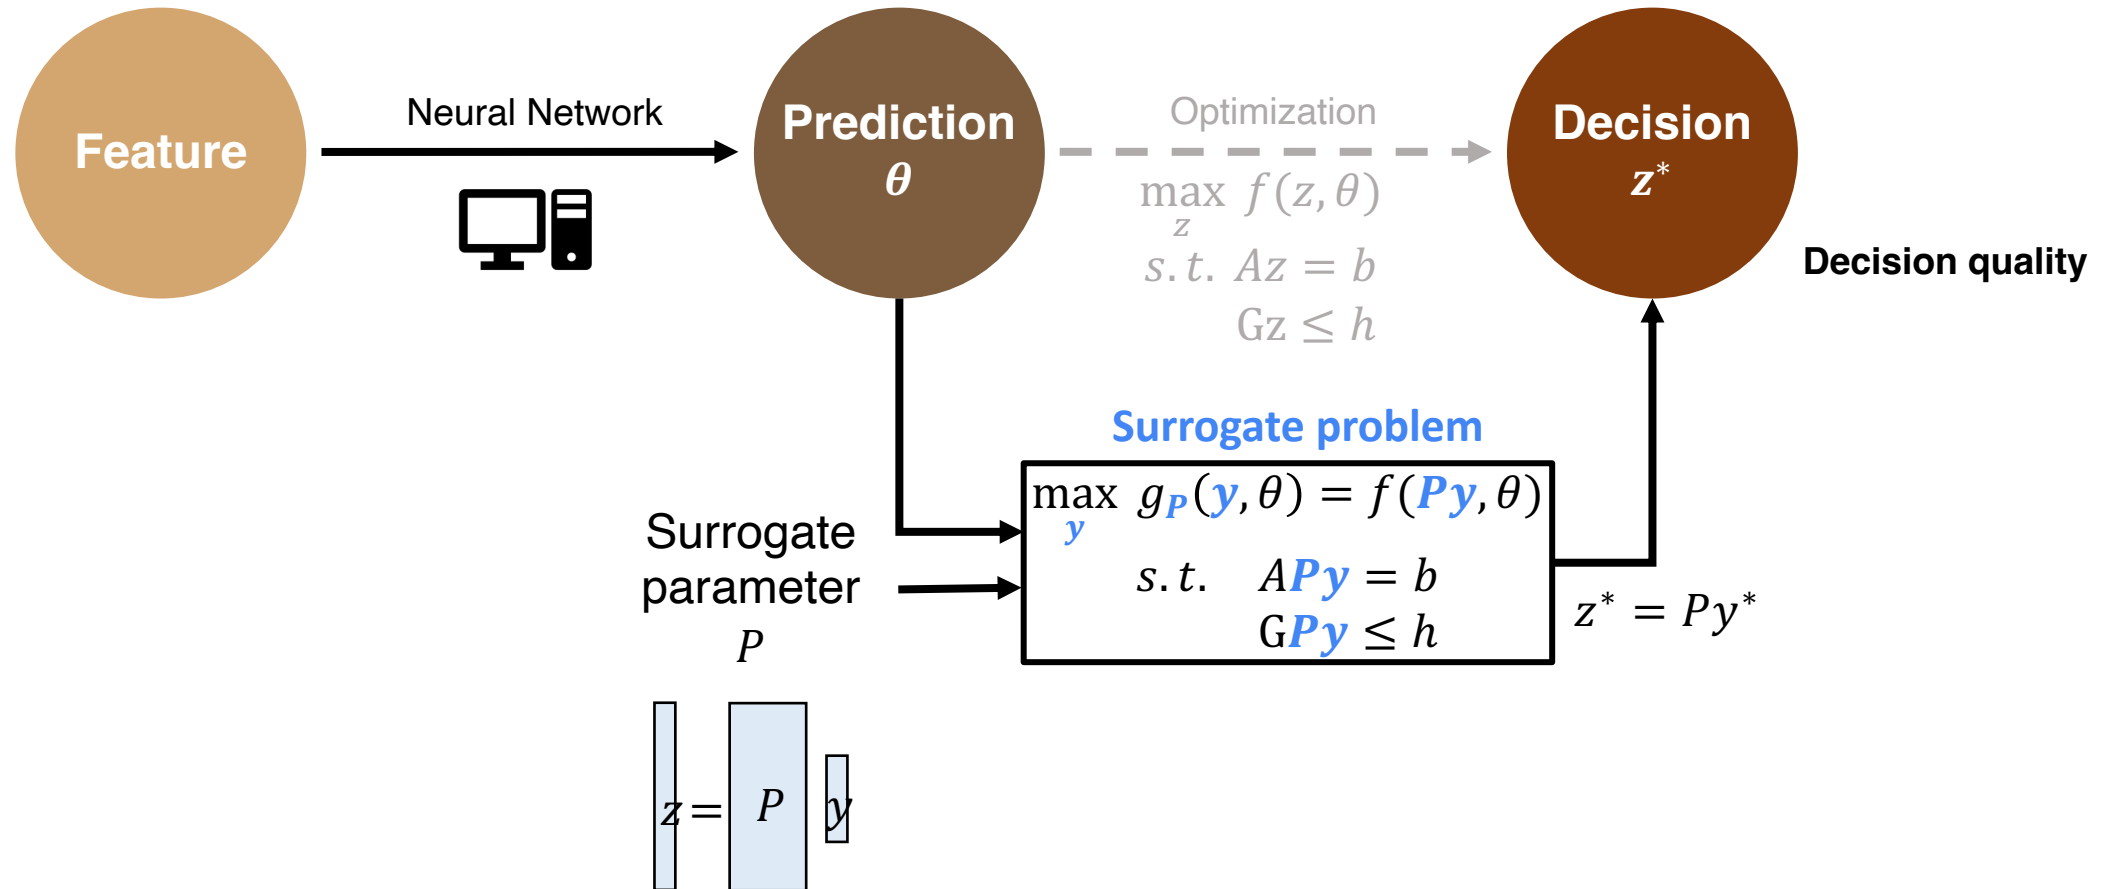 Feature
Neural Network
Prediction
θ
Optimization
max f(z, θ)
z
s.t. Az = b
Gz ≤ h
Decision
z*
Decision quality
Surrogate problem
max g_P(y, θ) = f(Py, θ)
y
s.t. APy = b
GPy ≤ h
Surrogate
parameter
P
z* = Py*
z = P y